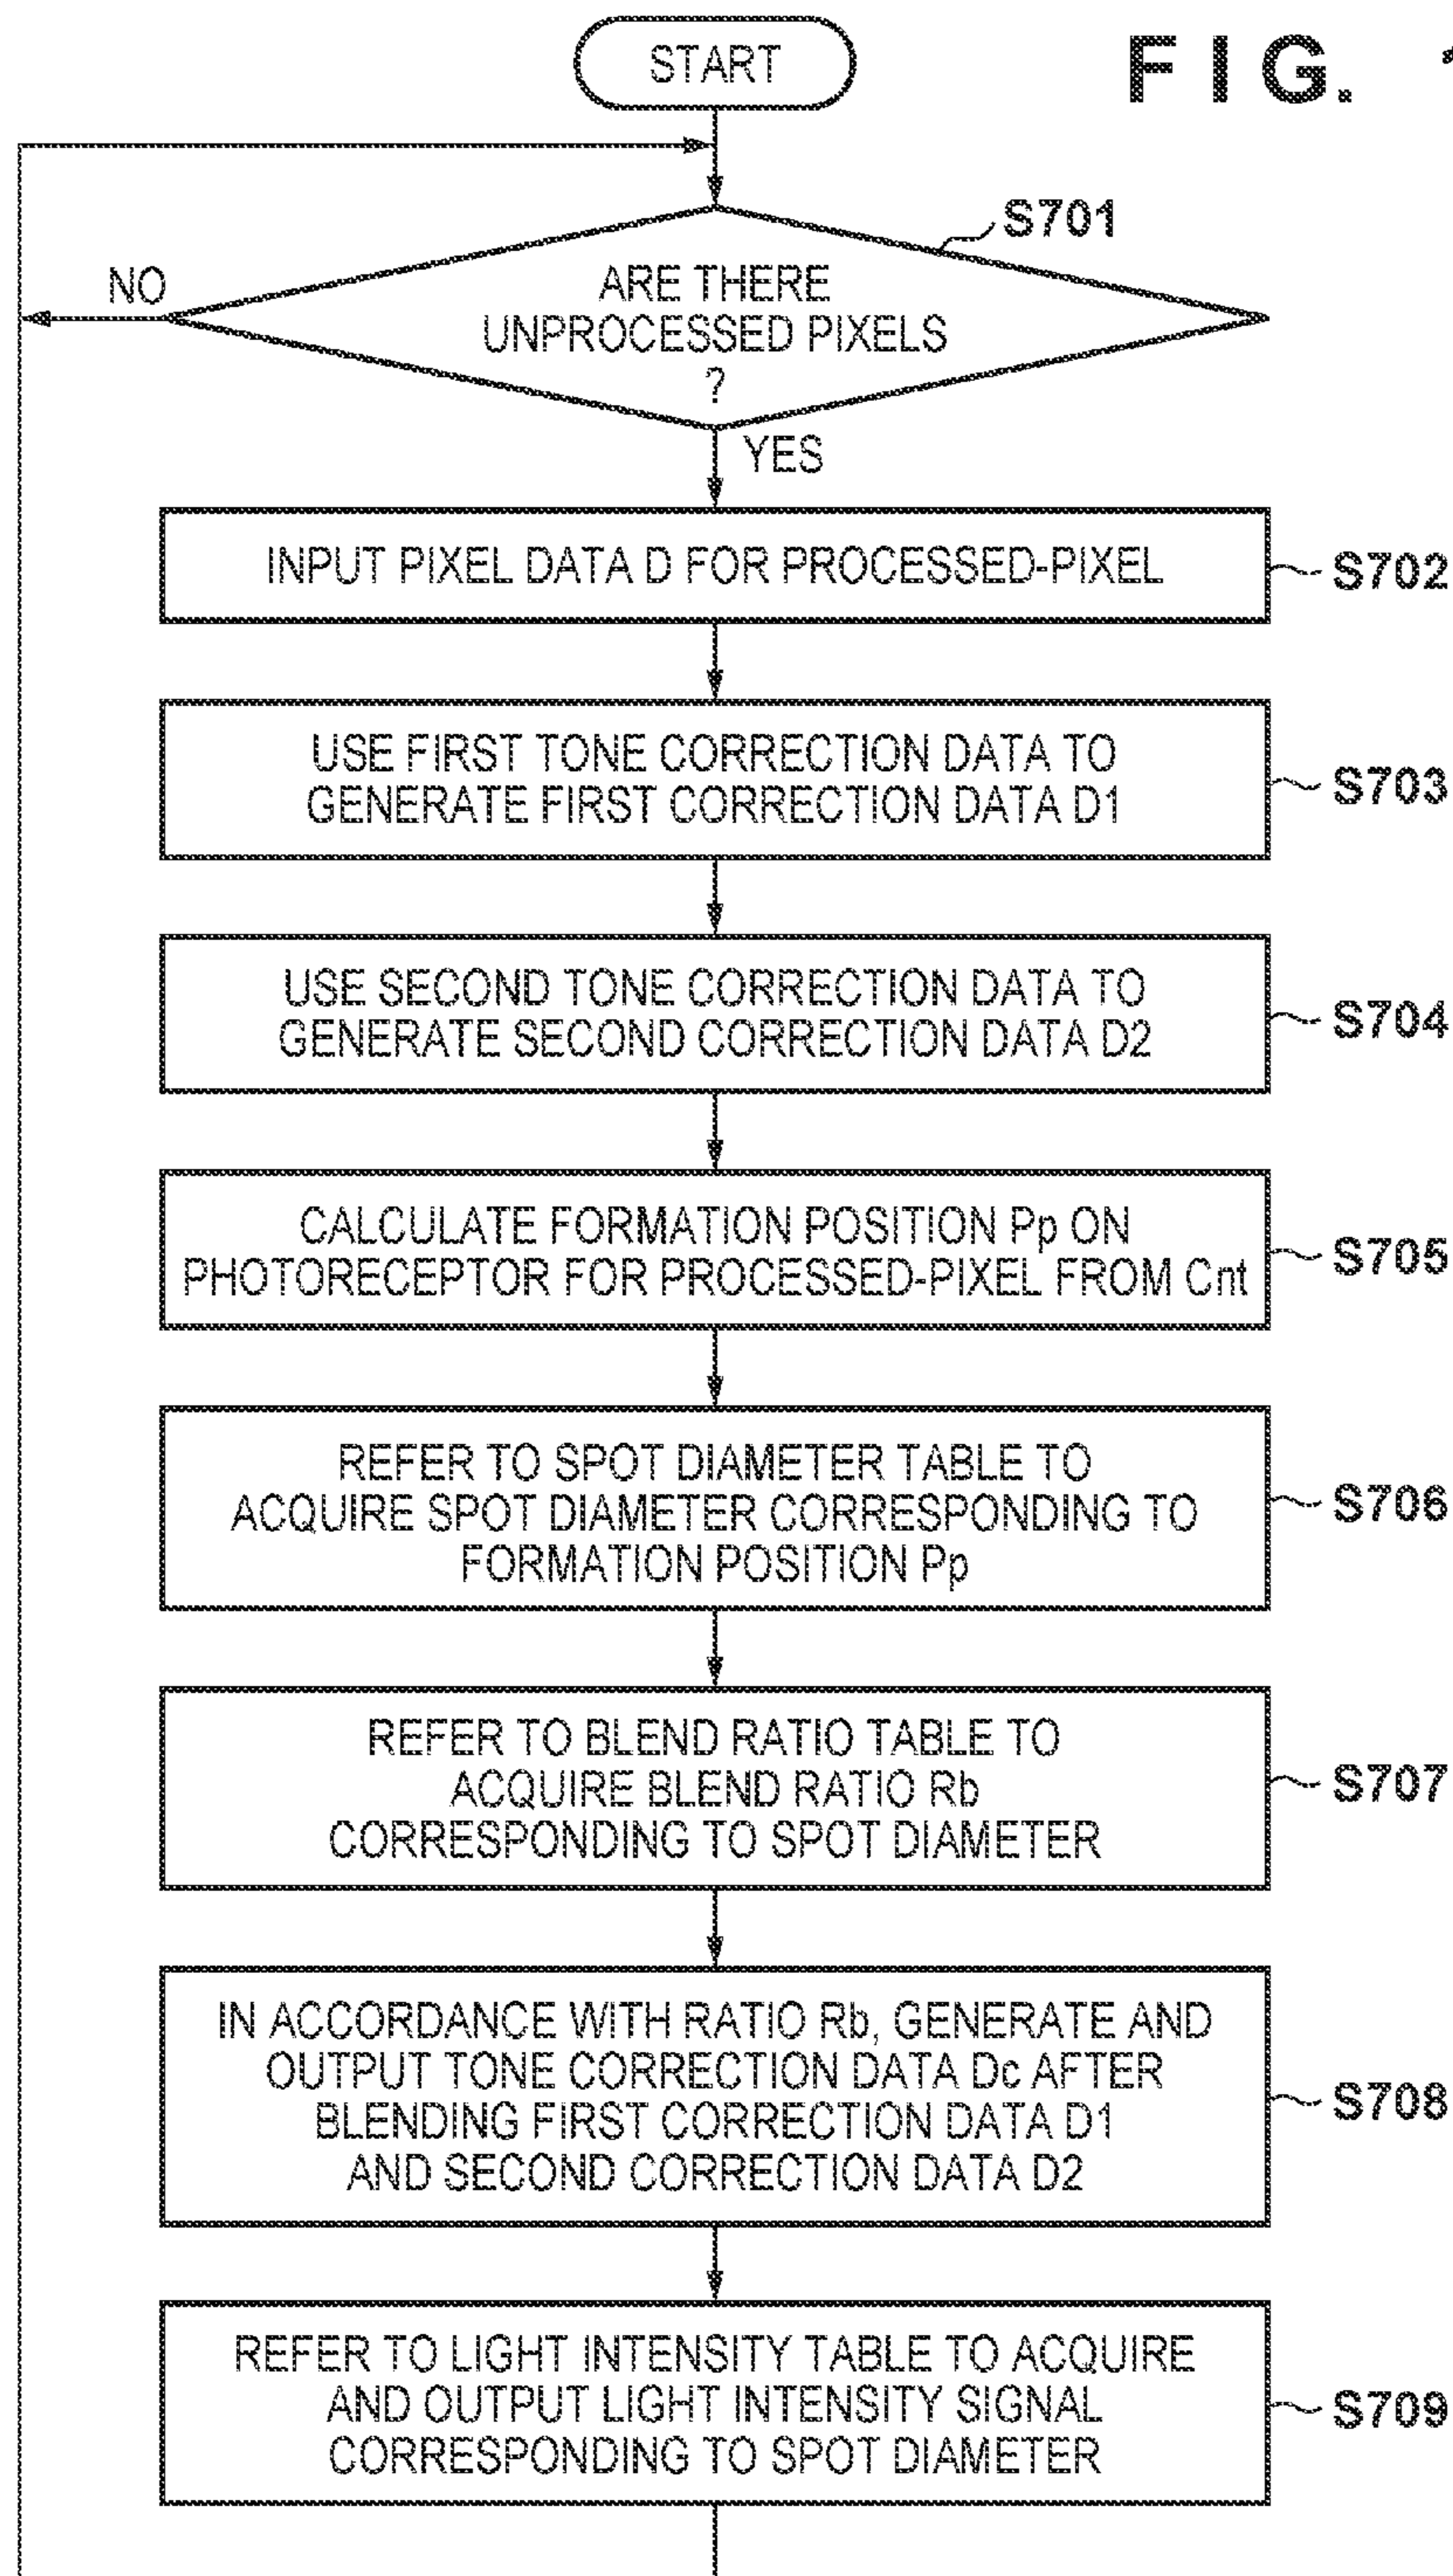 START
FIG.
S701
NO
ARE THERE
UNPROCESSED PIXELS
?
YES
INPUT PIXEL DATA D FOR PROCESSED-PIXEL
S702
USE FIRST TONE CORRECTION DATA TO
GENERATE FIRST CORRECTION DATA D1
S703
USE SECOND TONE CORRECTION DATA TO
GENERATE SECOND CORRECTION DATA D2
S704
CALCULATE FORMATION POSITION Pp ON
PHOTORECEPTOR FOR PROCESSED-PIXEL FROM Cnt
S705
REFER TO SPOT DIAMETER TABLE TO
ACQUIRE SPOT DIAMETER CORRESPONDING TO
FORMATION POSITION Pp
S706
REFER TO BLEND RATIO TABLE TO
ACQUIRE BLEND RATIO Rb
CORRESPONDING TO SPOT DIAMETER
S707
IN ACCORDANCE WITH RATIO Rb, GENERATE AND
OUTPUT TONE CORRECTION DATA Dc AFTER
BLENDING FIRST CORRECTION DATA D1
AND SECOND CORRECTION DATA D2
S708
REFER TO LIGHT INTENSITY TABLE TO ACQUIRE
AND OUTPUT LIGHT INTENSITY SIGNAL
CORRESPONDING TO SPOT DIAMETER
S709